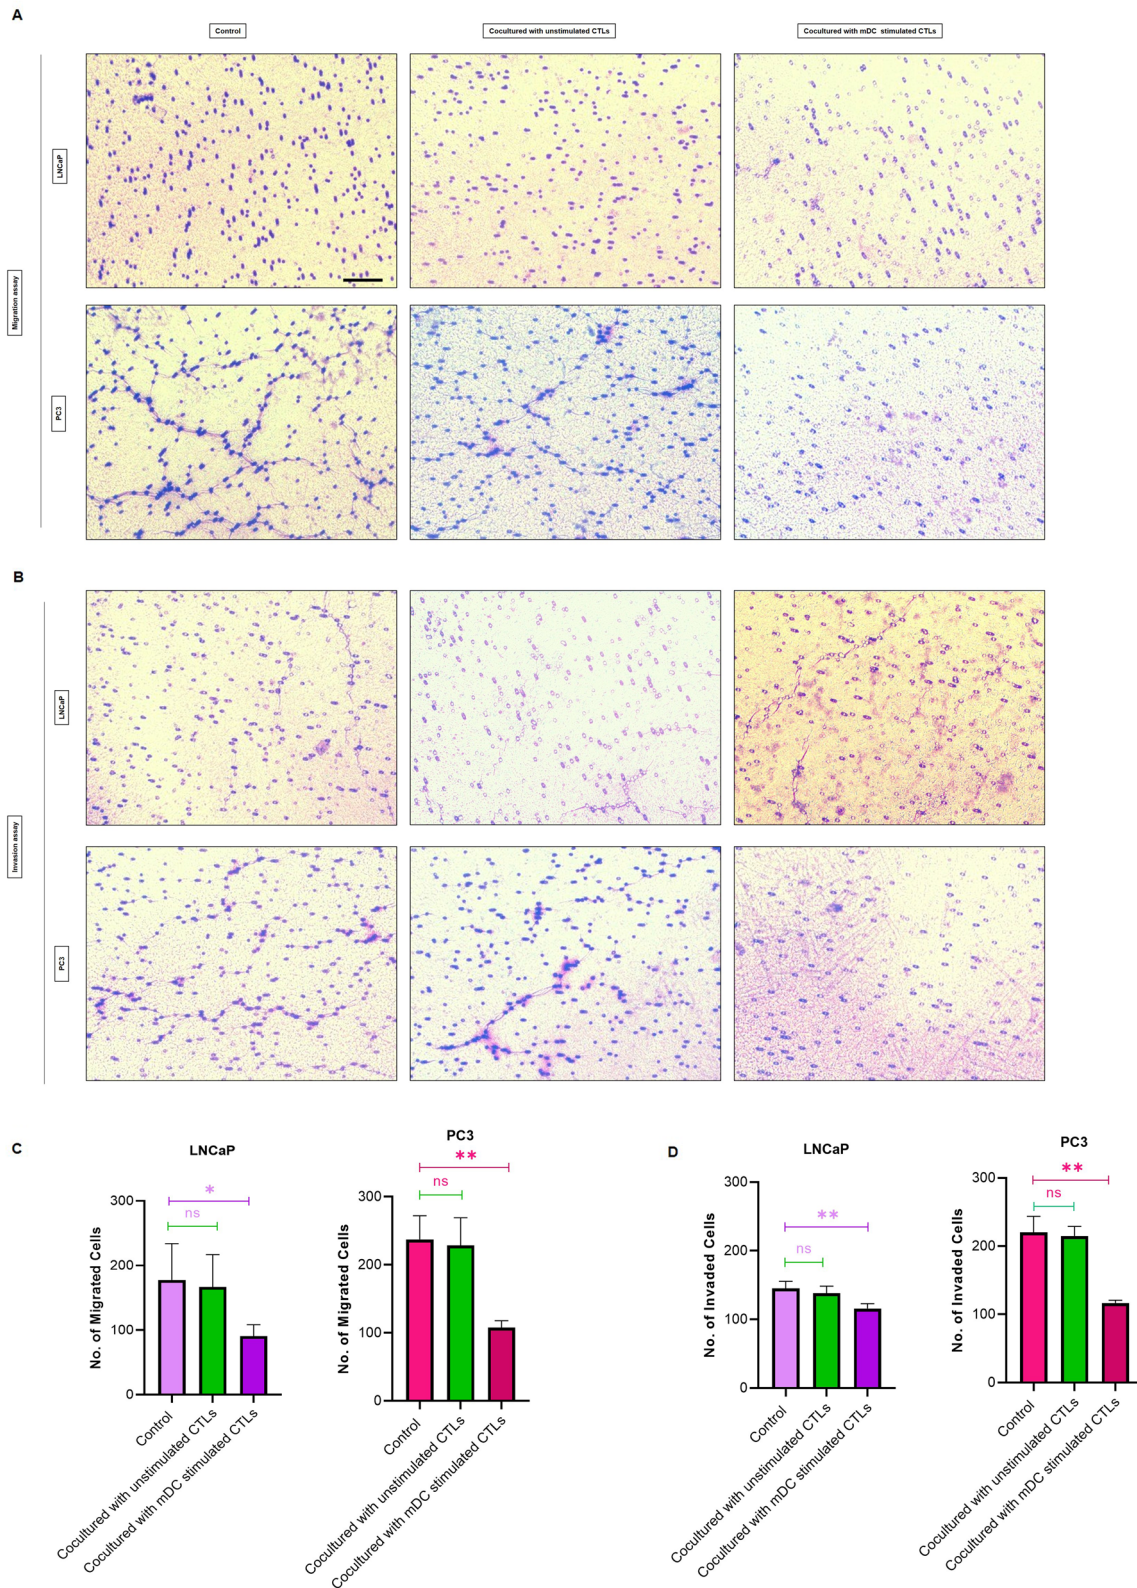 A
Control
Cocultured with unstimulated CTLs
Cocultured with mDC stimulated CTLs
Migration assay
LNCaP
PC3
B
Invasion assay
LNCaP
PC3
C
LNCaP
No. of Migrated Cells
300
200
100
0
*
ns
Control
Cocultured with unstimulated CTLs
Cocultured with mDC stimulated CTLs
PC3
No. of Migrated Cells
300
200
100
0
**
ns
Control
Cocultured with unstimulated CTLs
Cocultured with mDC stimulated CTLs
D
LNCaP
No. of Invaded Cells
300
200
100
0
**
ns
Control
Cocultured with unstimulated CTLs
Cocultured with mDC stimulated CTLs
PC3
No. of Invaded Cells
300
200
100
0
**
ns
Control
Cocultured with unstimulated CTLs
Cocultured with mDC stimulated CTLs